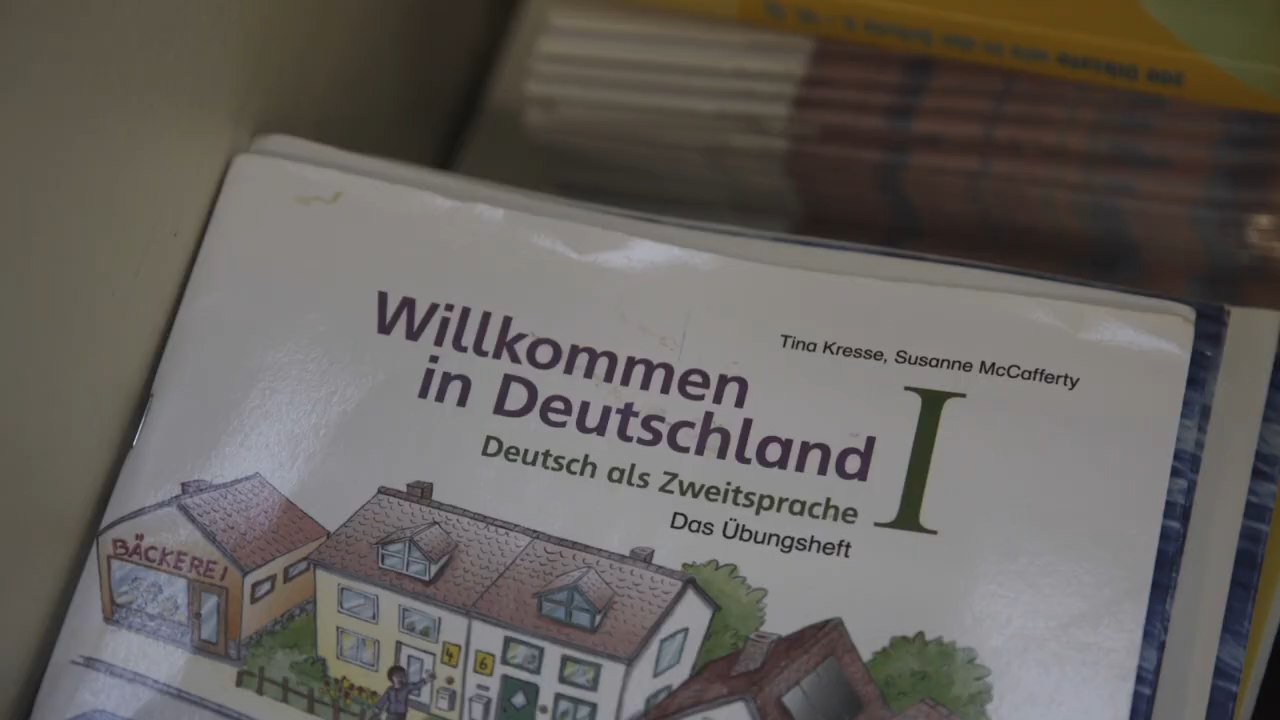 Tina Kresse, Susanne McCafferty
Willkommen
in Deutschland
I
Deutsch als Zweitsprache
Das Übungsheft
BÄCKEREI
4
6